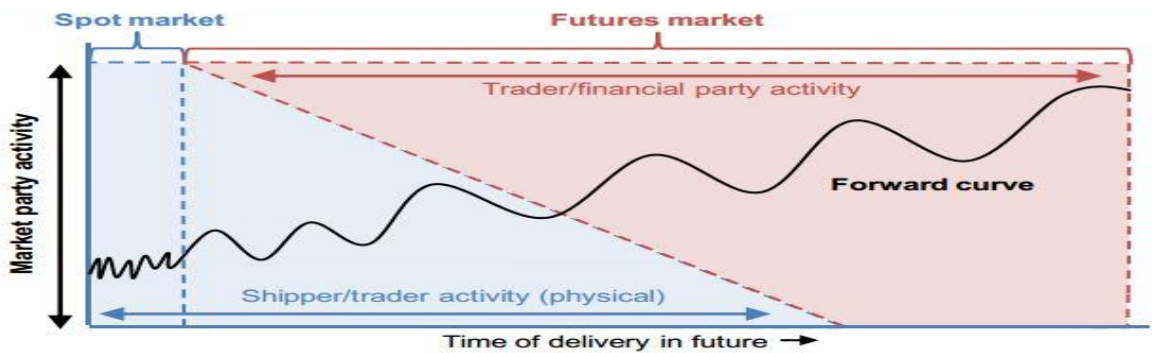 Spot market
Futures market
Trader/financial party activity
Market party activity
Forward curve
Shipper/trader activity (physical)
Time of delivery in future